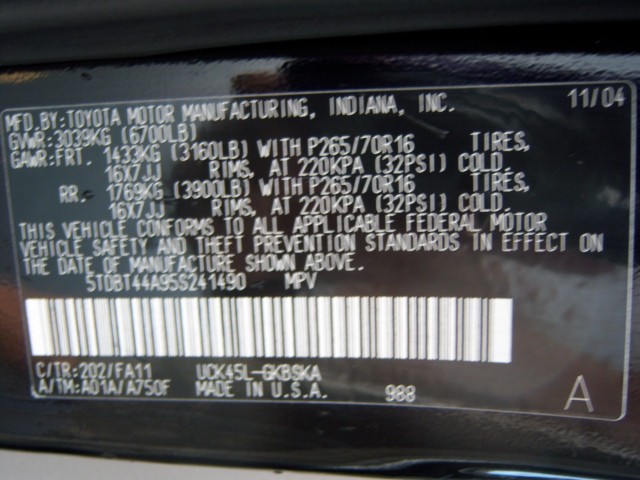 MFD.BY:TOYOTA MOTOR MANUFACTURING, INDIANA, INC. 11/04
GVWR:3039KG (6700LB)
GAWR:FRT. 1433KG (3160LB) WITH P265/70R16 TIRES,
16X7JJ RIMS, AT 220KPA (32PSI) COLD.
RR. 1769KG (3900LB) WITH P265/70R16 TIRES,
16X7JJ RIMS, AT 220KPA (32PSI) COLD.
THIS VEHICLE CONFORMS TO ALL APPLICABLE FEDERAL MOTOR
VEHICLE SAFETY AND THEFT PREVENTION STANDARDS IN EFFECT ON
THE DATE OF MANUFACTURE SHOWN ABOVE.
5TDBT44A95S241490 MPV
C/TR:202/FA11 UCK45L-GKBSKA
A/TM:A01A/A750F MADE IN U.S.A. 988 A